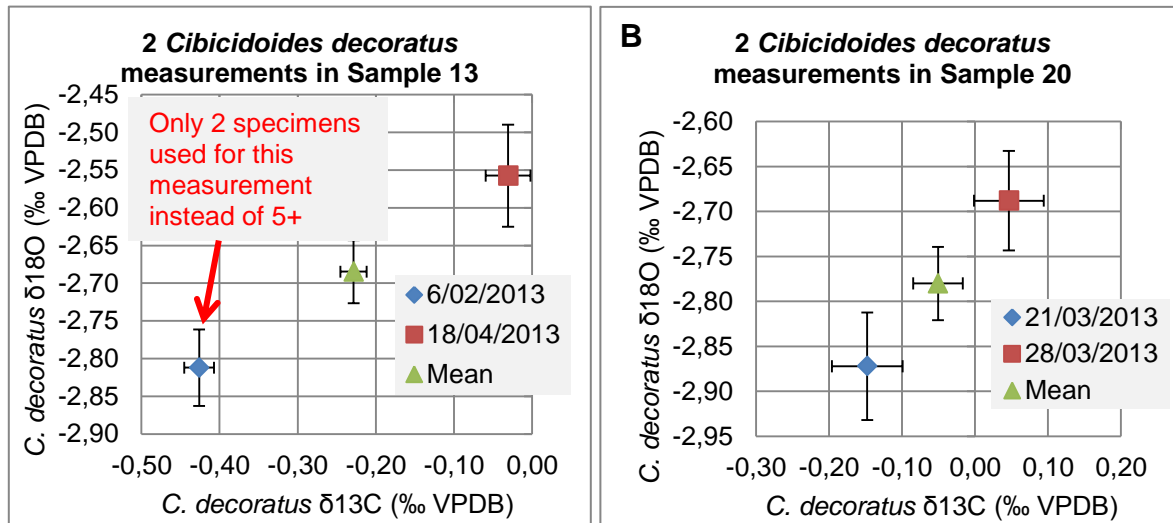 2 Cibicidoides decoratus
measurements in Sample 13
C. decoratus δ18O (‰ VPDB)
-2,45
-2,50
-2,55
-2,60
-2,65
-2,70
-2,75
-2,80
-2,85
-2,90
Only 2 specimens
used for this
measurement
instead of 5+
6/02/2013
18/04/2013
Mean
-0,50 -0,40 -0,30 -0,20 -0,10 0,00
C. decoratus δ13C (‰ VPDB)
B
2 Cibicidoides decoratus
measurements in Sample 20
C. decoratus δ18O (‰ VPDB)
-2,60
-2,65
-2,70
-2,75
-2,80
-2,85
-2,90
-2,95
21/03/2013
28/03/2013
Mean
-0,30 -0,20 -0,10 0,00 0,10 0,20
C. decoratus δ13C (‰ VPDB)